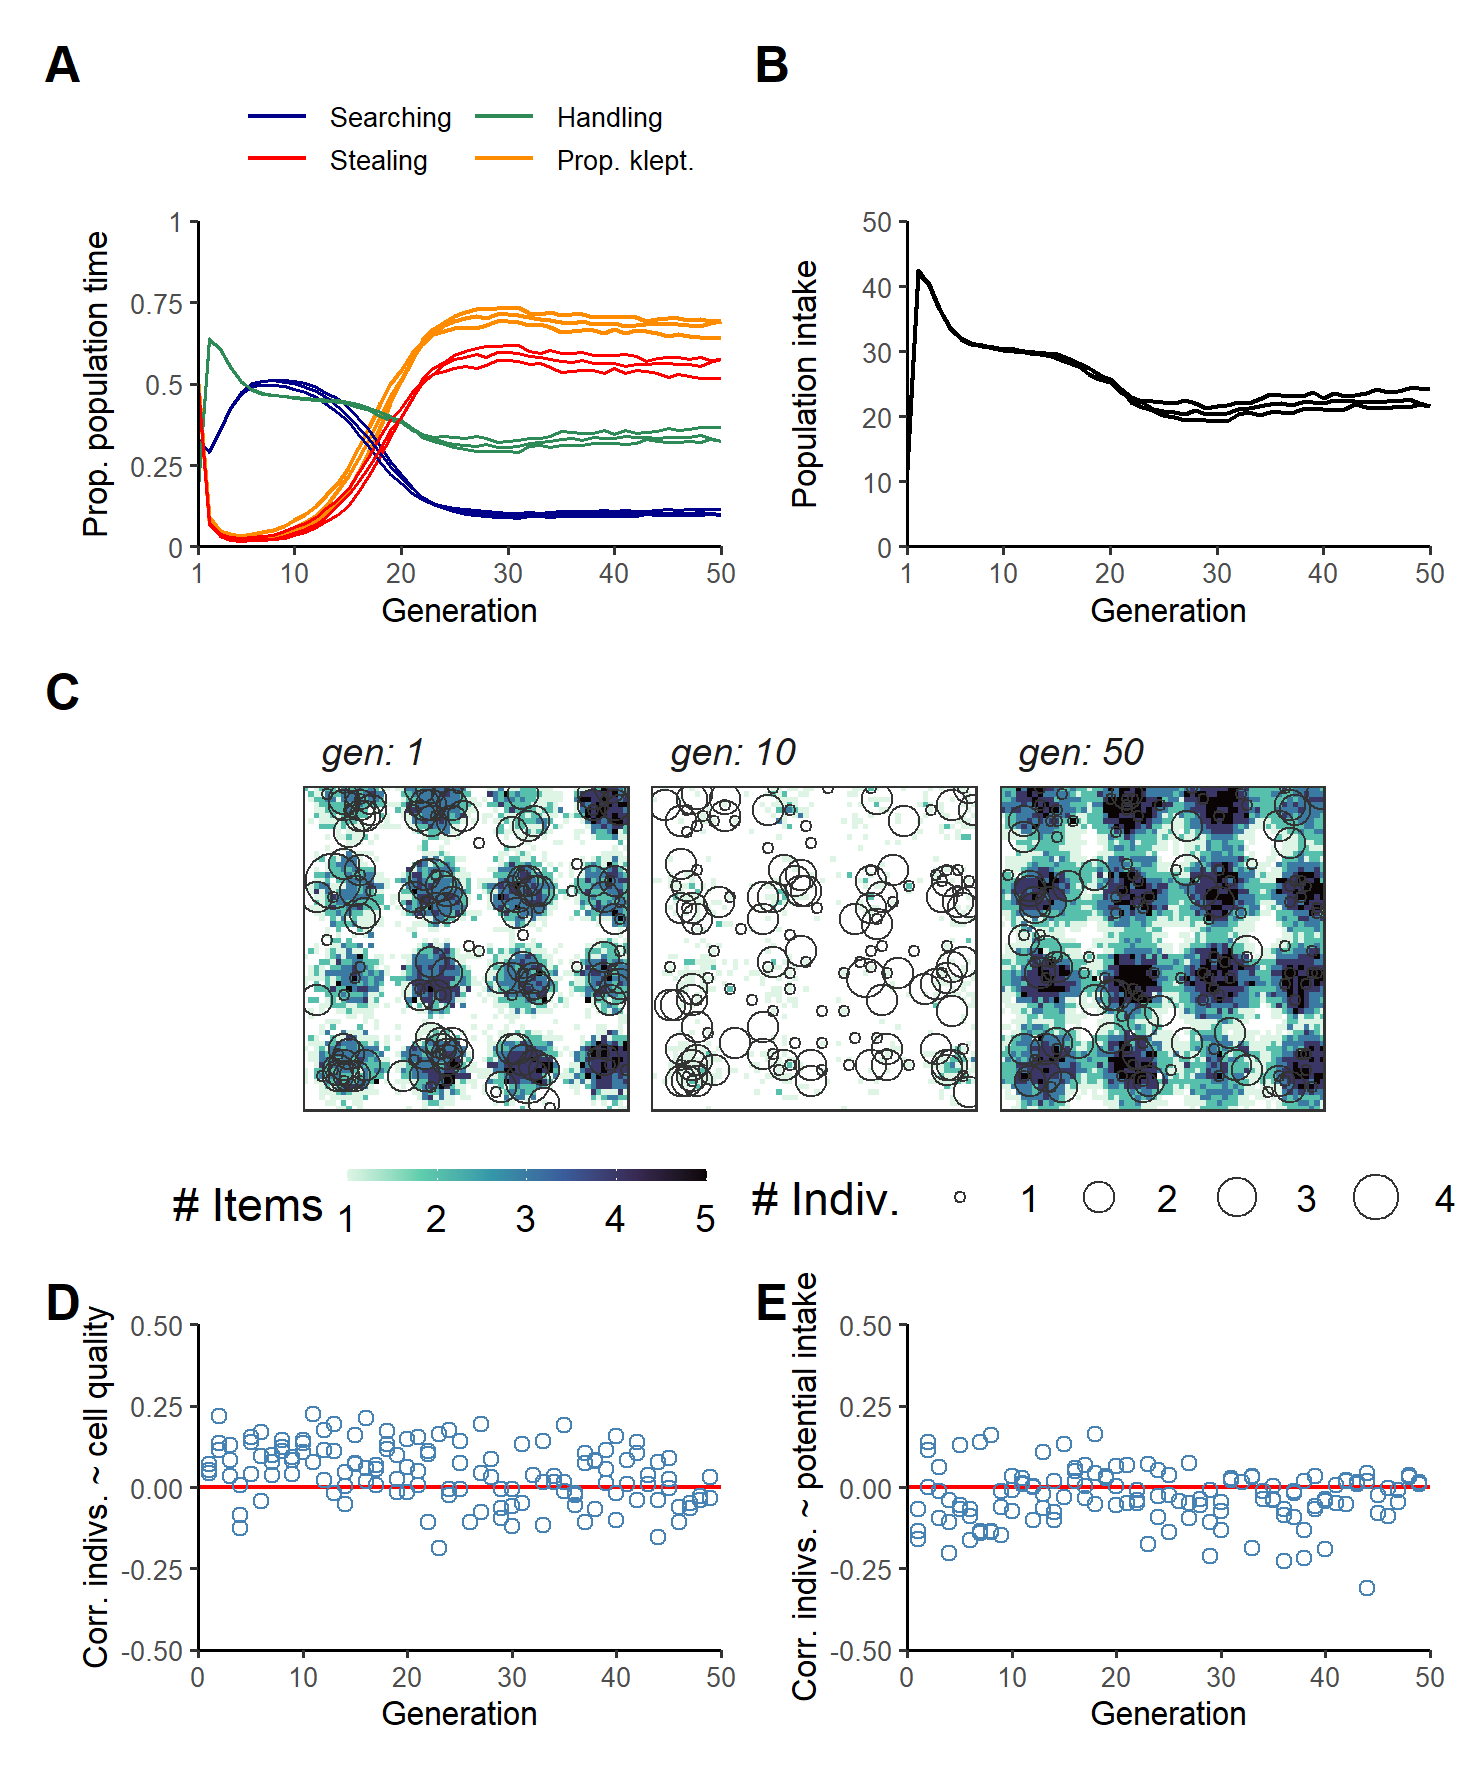 A
Searching
Handling
Stealing
Prop. klept.
Prop. population time
1
0.75
0.5
0.25
0
1 10 20 30 40 50
Generation
B
Population intake
50
40
30
20
10
0
1 10 20 30 40 50
Generation
C
gen: 1
gen: 10
gen: 50
# Items 1 2 3 4 5
# Indiv. 1 2 3 4
D
Corr. indivs. ~ cell quality
0.50
0.25
0.00
-0.25
-0.50
0 10 20 30 40 50
Generation
E
Corr. indivs. ~ potential intake
0.50
0.25
0.00
-0.25
-0.50
0 10 20 30 40 50
Generation